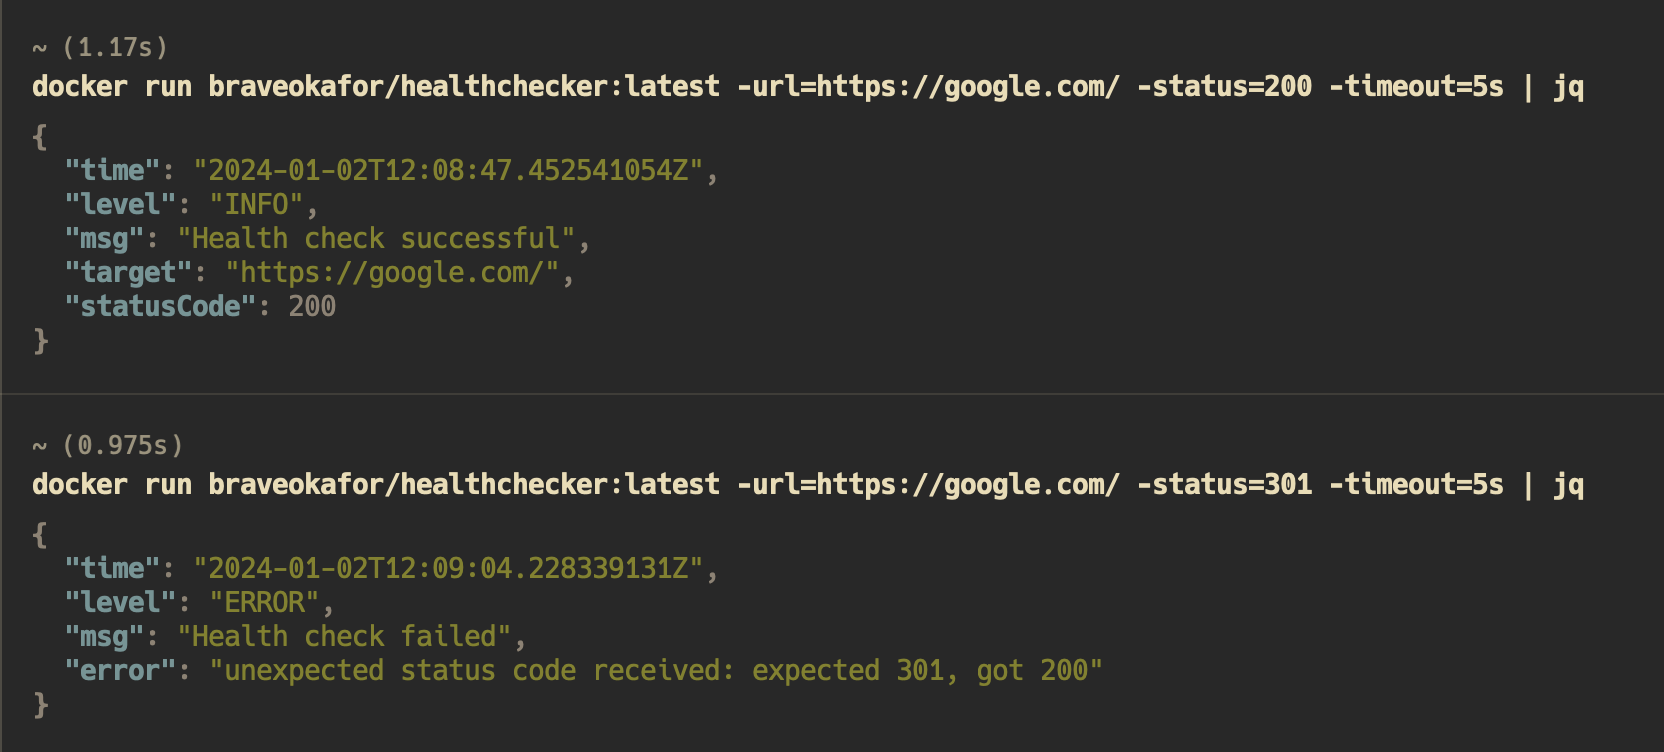 ~ (1.17s)
docker run braveokafor/healthchecker:latest -url=https://google.com/ -status=200 -timeout=5s | jq
{
  "time": "2024-01-02T12:08:47.452541054Z",
  "level": "INFO",
  "msg": "Health check successful",
  "target": "https://google.com/",
  "statusCode": 200
}
~ (0.975s)
docker run braveokafor/healthchecker:latest -url=https://google.com/ -status=301 -timeout=5s | jq
{
  "time": "2024-01-02T12:09:04.228339131Z",
  "level": "ERROR",
  "msg": "Health check failed",
  "error": "unexpected status code received: expected 301, got 200"
}